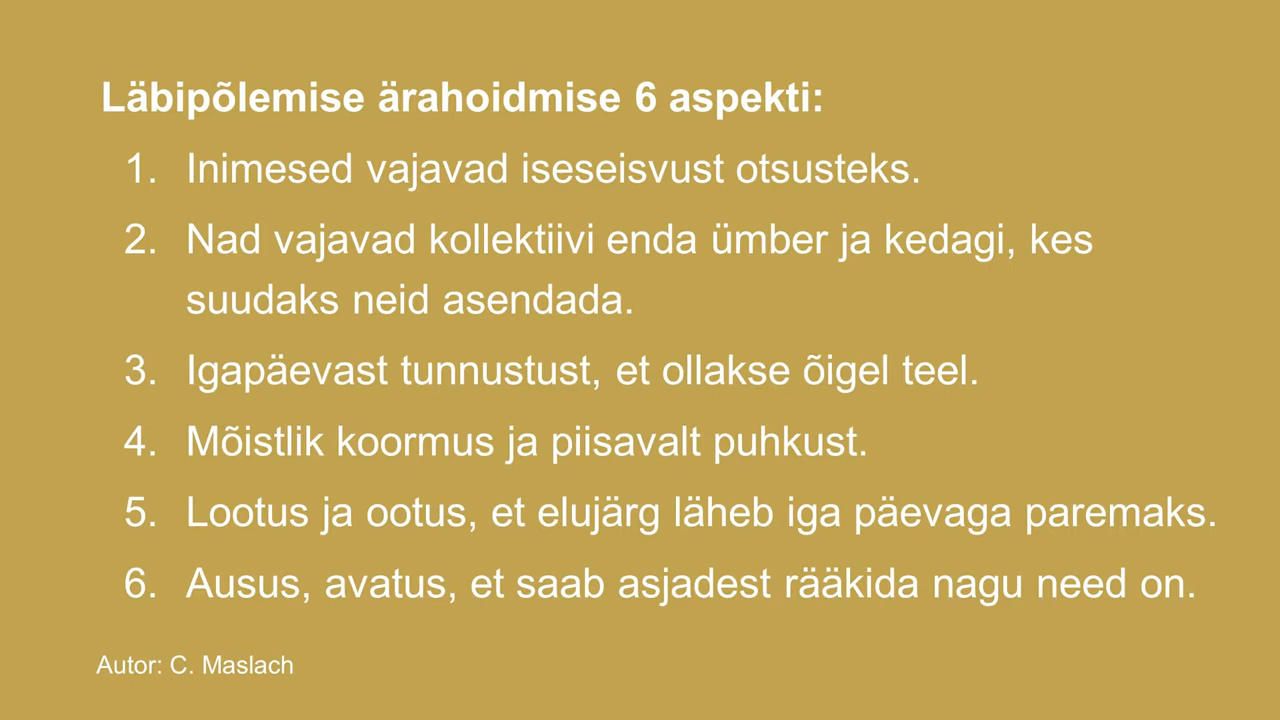 Läbipõlemise ärahoidmise 6 aspekti:
1. Inimesed vajavad iseseisvust otsusteks.
2. Nad vajavad kollektiivi enda ümber ja kedagi, kes
suudaks neid asendada.
3. Igapäevast tunnustust, et ollakse õigel teel.
4. Mõistlik koormus ja piisavalt puhkust.
5. Lootus ja ootus, et elujärg läheb iga päevaga paremaks.
6. Ausus, avatus, et saab asjadest rääkida nagu need on.
Autor: C. Maslach